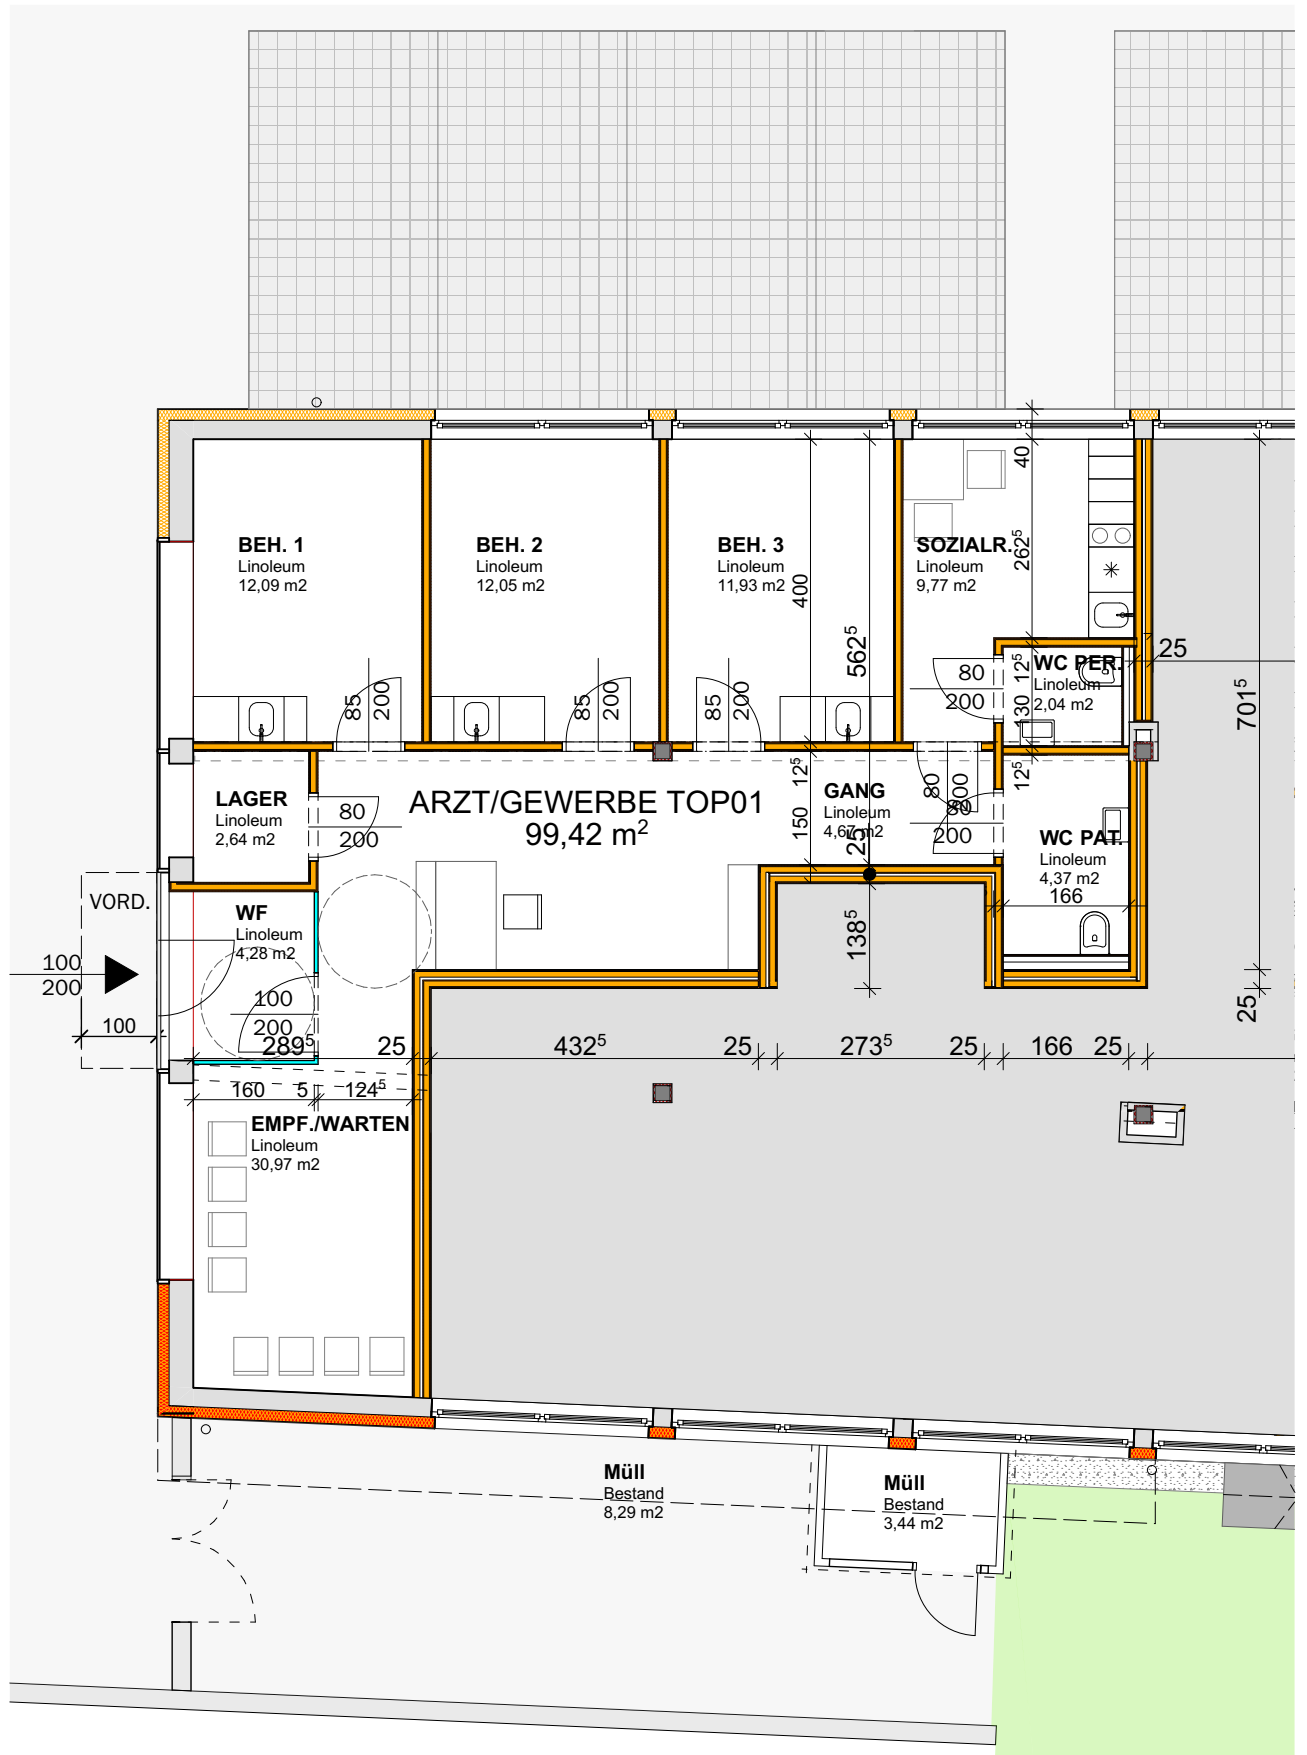 BEH. 1
Linoleum
12,09 m2
BEH. 2
Linoleum
12,05 m2
BEH. 3
Linoleum
11,93 m2
SOZIALR.
Linoleum
9,77 m2
40
262⁵
400
562⁵
701⁵
25
WC PER.
Linoleum
2,04 m2
12⁵
130
12⁵
85
200
85
200
85
200
80
200
LAGER
Linoleum
2,64 m2
80
200
ARZT/GEWERBE TOP01
99,42 m²
12⁵
150
GANG
Linoleum
4,67 m2
25
80
200
80
200
WC PAT.
Linoleum
4,37 m2
166
138⁵
VORD.
WF
Linoleum
4,28 m2
100
200
100
100
200
25
289⁵
25
432⁵
25
273⁵
25
166
25
160
5
124⁵
EMPF./WARTEN
Linoleum
30,97 m2
Müll
Bestand
8,29 m2
Müll
Bestand
3,44 m2